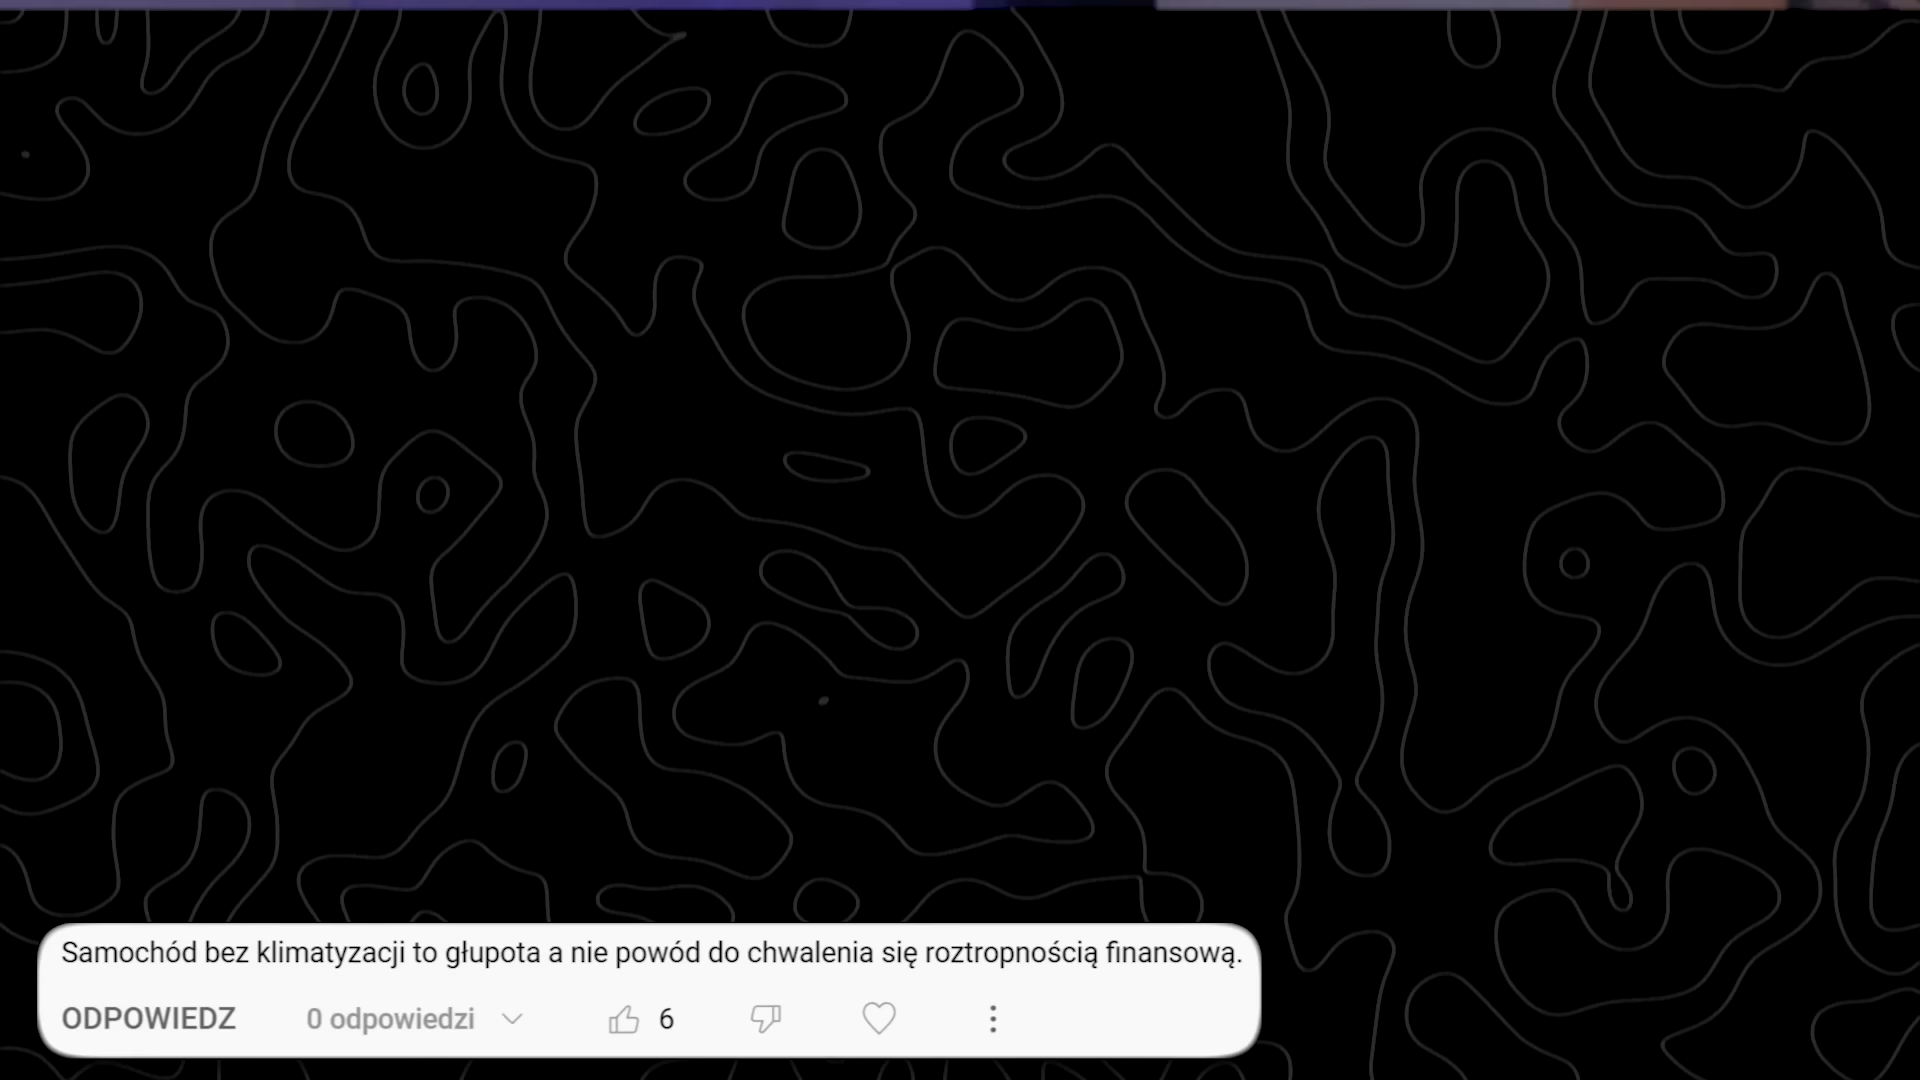 Samochód bez klimatyzacji to głupota a nie powód do chwalenia się roztropnością finansową.
ODPOWIEDZ 0 odpowiedzi 6